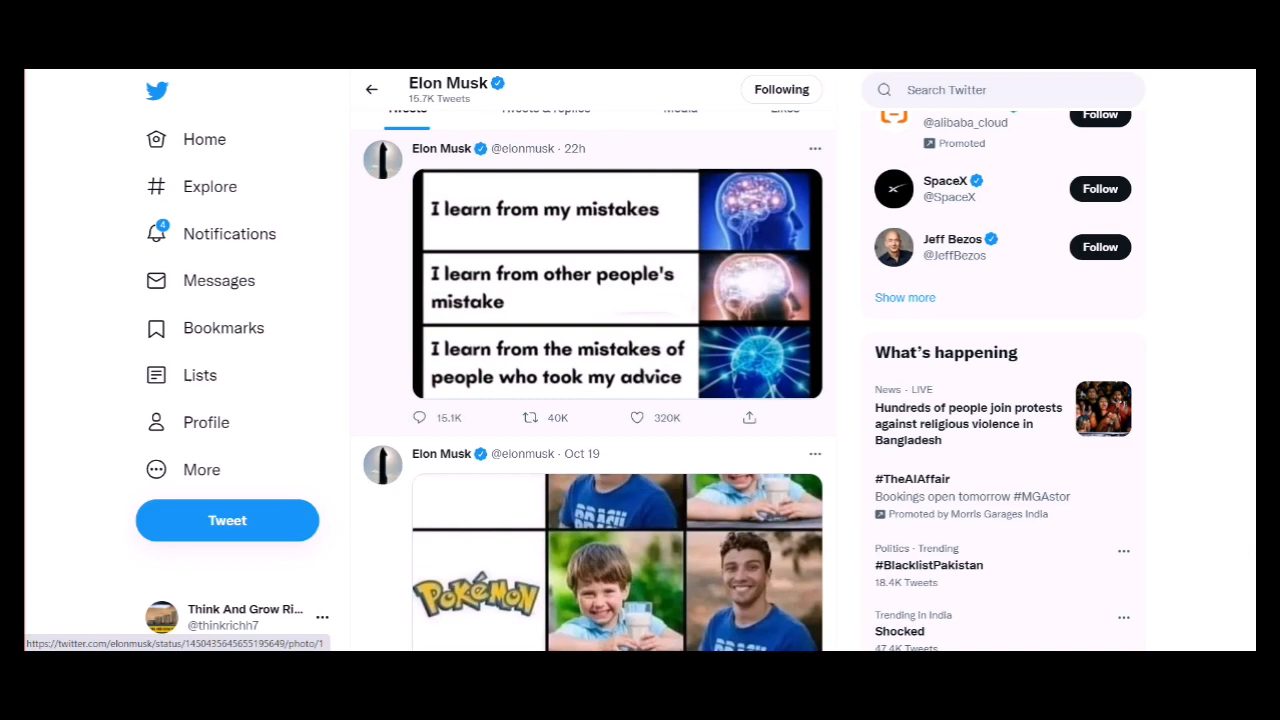 Home
Explore
4
Notifications
Messages
Bookmarks
Lists
Profile
More
Tweet
Think And Grow Ri...
@thinkrichh7
https://twitter.com/elonmusk/status/1450435645655195649/photo/1
Elon Musk
15.7K Tweets
Following
Tweets
Tweets & replies
Media
Likes
Elon Musk @elonmusk · 22h
I learn from my mistakes
I learn from other people's
mistake
I learn from the mistakes of
people who took my advice
15.1K 40K 320K
Elon Musk @elonmusk · Oct 19
POKéMON
Search Twitter
@alibaba_cloud
Follow
Promoted
SpaceX
@SpaceX
Follow
Jeff Bezos
@JeffBezos
Follow
Show more
What's happening
News · LIVE
Hundreds of people join protests
against religious violence in
Bangladesh
#TheAIAffair
Bookings open tomorrow #MGAstor
Promoted by Morris Garages India
Politics · Trending
#BlacklistPakistan
18.4K Tweets
Trending in India
Shocked
47.4K Tweets